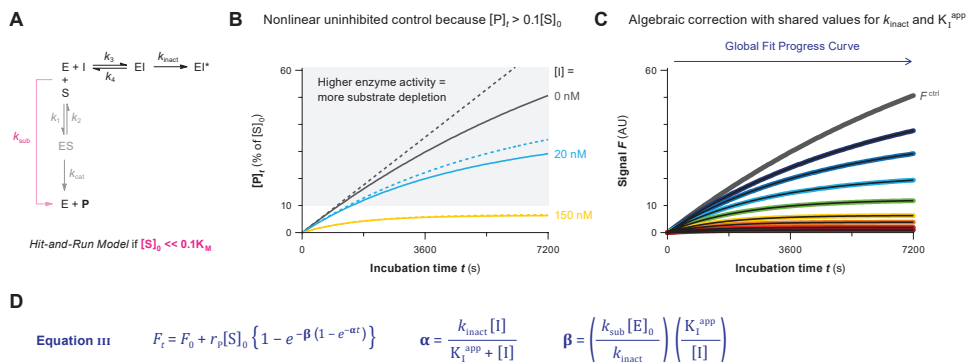 A
E + I
k3
k4
EI
kinact
EI*
+
S
ksub
k1
k2
ES
kcat
E + P
Hit-and-Run Model if [S]0 << 0.1KM
B
Nonlinear uninhibited control because [P]t > 0.1[S]0
60
10
0
[P]t (% of [S]0)
Higher enzyme activity =
more substrate depletion
[I] =
0 nM
20 nM
150 nM
0
3600
7200
Incubation time t (s)
C
Algebraic correction with shared values for kinact and KIapp
Global Fit Progress Curve
60
10
0
Signal F (AU)
Fctrl
0
3600
7200
Incubation time t (s)
D
Equation III
Ft = F0 + rP[S]0 { 1 − e−β (1 − e−αt) }
α = kinact [I] / KIapp + [I]
β = ( ksub [E]0 / kinact ) ( KIapp / [I] )